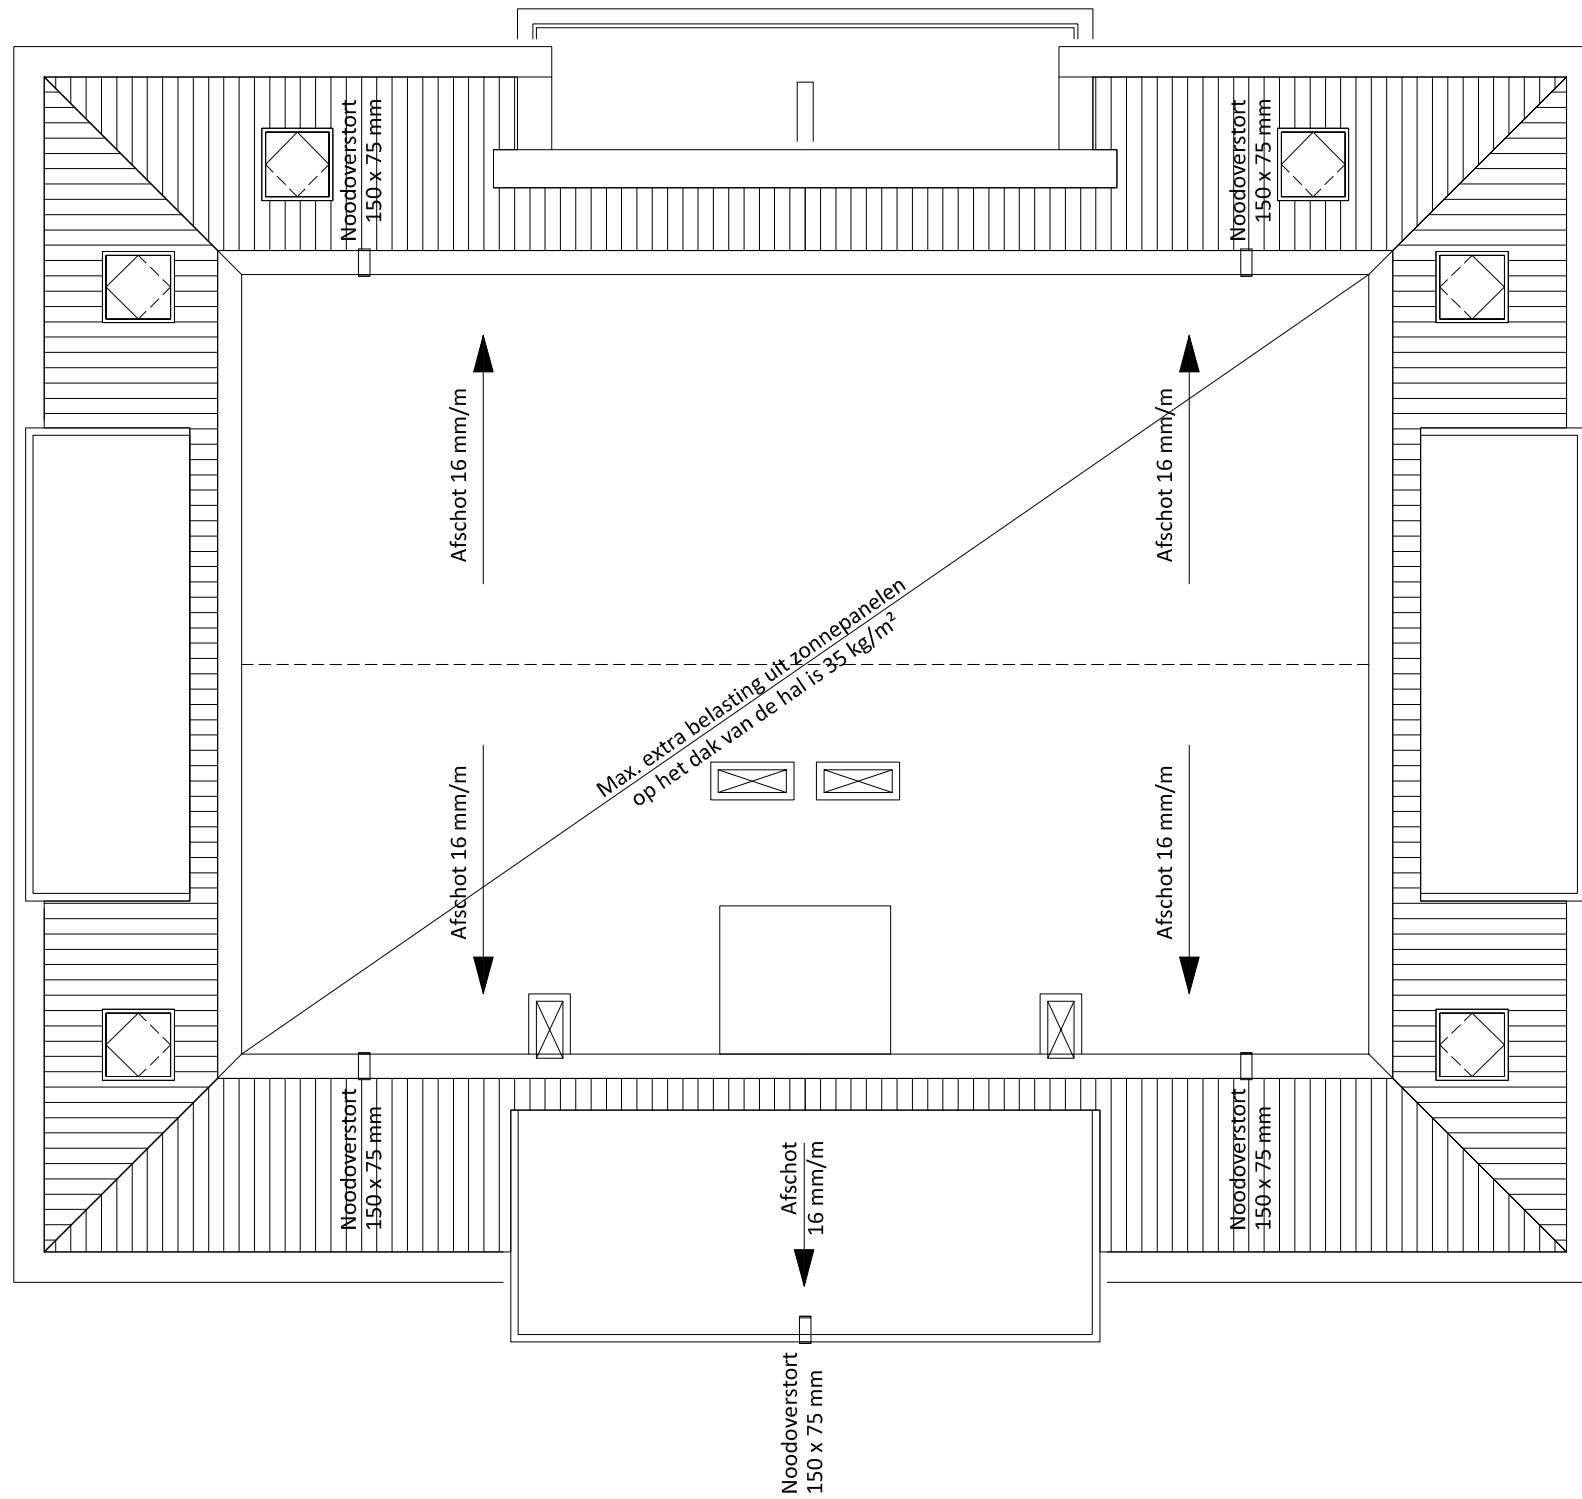 Noodoverstort
150 x 75 mm
Noodoverstort
150 x 75 mm
Afschot 16 mm/m
Afschot 16 mm/m
Max. extra belasting uit zonnepanelen
op het dak van de hal is 35 kg/m²
Afschot 16 mm/m
Afschot 16 mm/m
Noodoverstort
150 x 75 mm
Afschot
16 mm/m
Noodoverstort
150 x 75 mm
Noodoverstort
150 x 75 mm